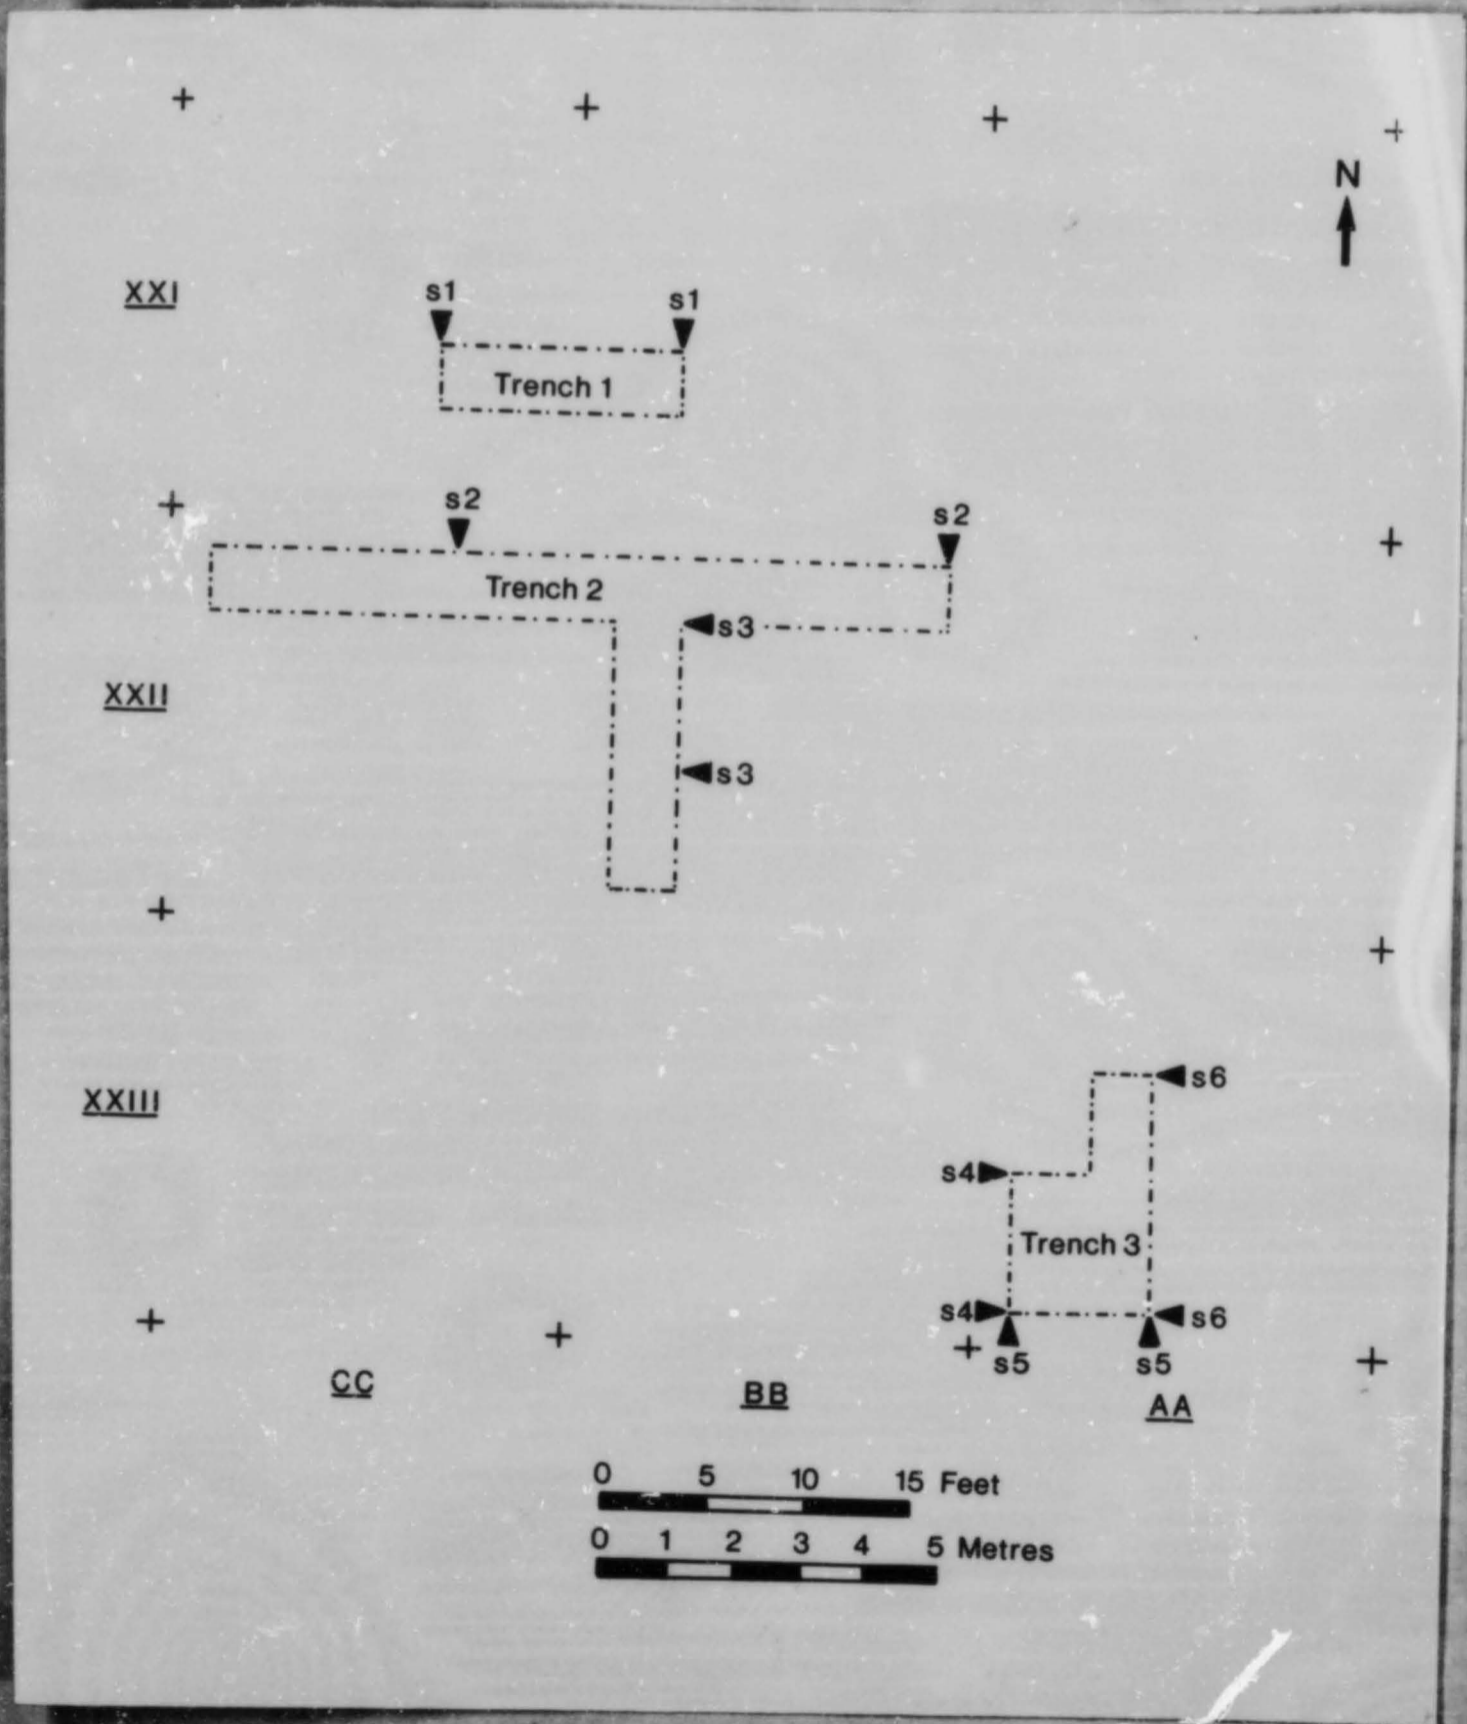 N
XXI
s1 s1
Trench 1
s2 s2
Trench 2
s3
XXII
s3
XXIII
s6
s4
Trench 3
s4 s6
s5 s5
CC BB AA
0 5 10 15 Feet
0 1 2 3 4 5 Metres